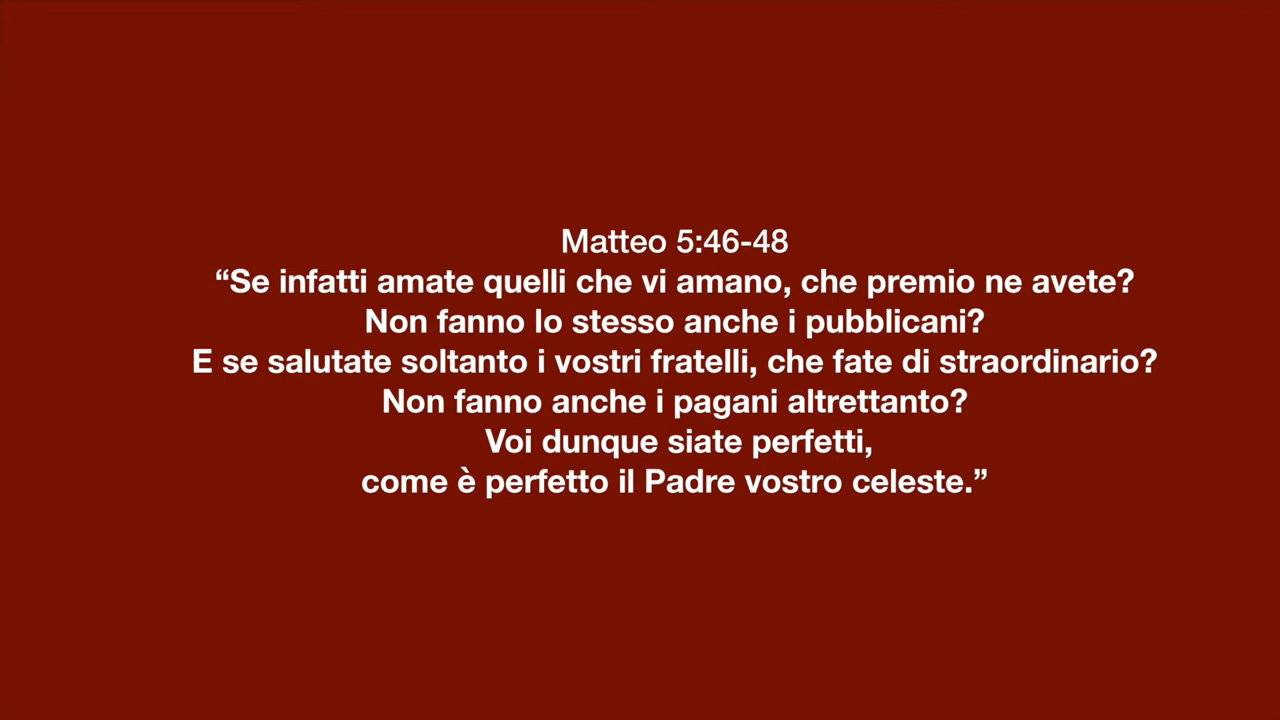 Matteo 5:46-48
“Se infatti amate quelli che vi amano, che premio ne avete?
Non fanno lo stesso anche i pubblicani?
E se salutate soltanto i vostri fratelli, che fate di straordinario?
Non fanno anche i pagani altrettanto?
Voi dunque siate perfetti,
come è perfetto il Padre vostro celeste.”